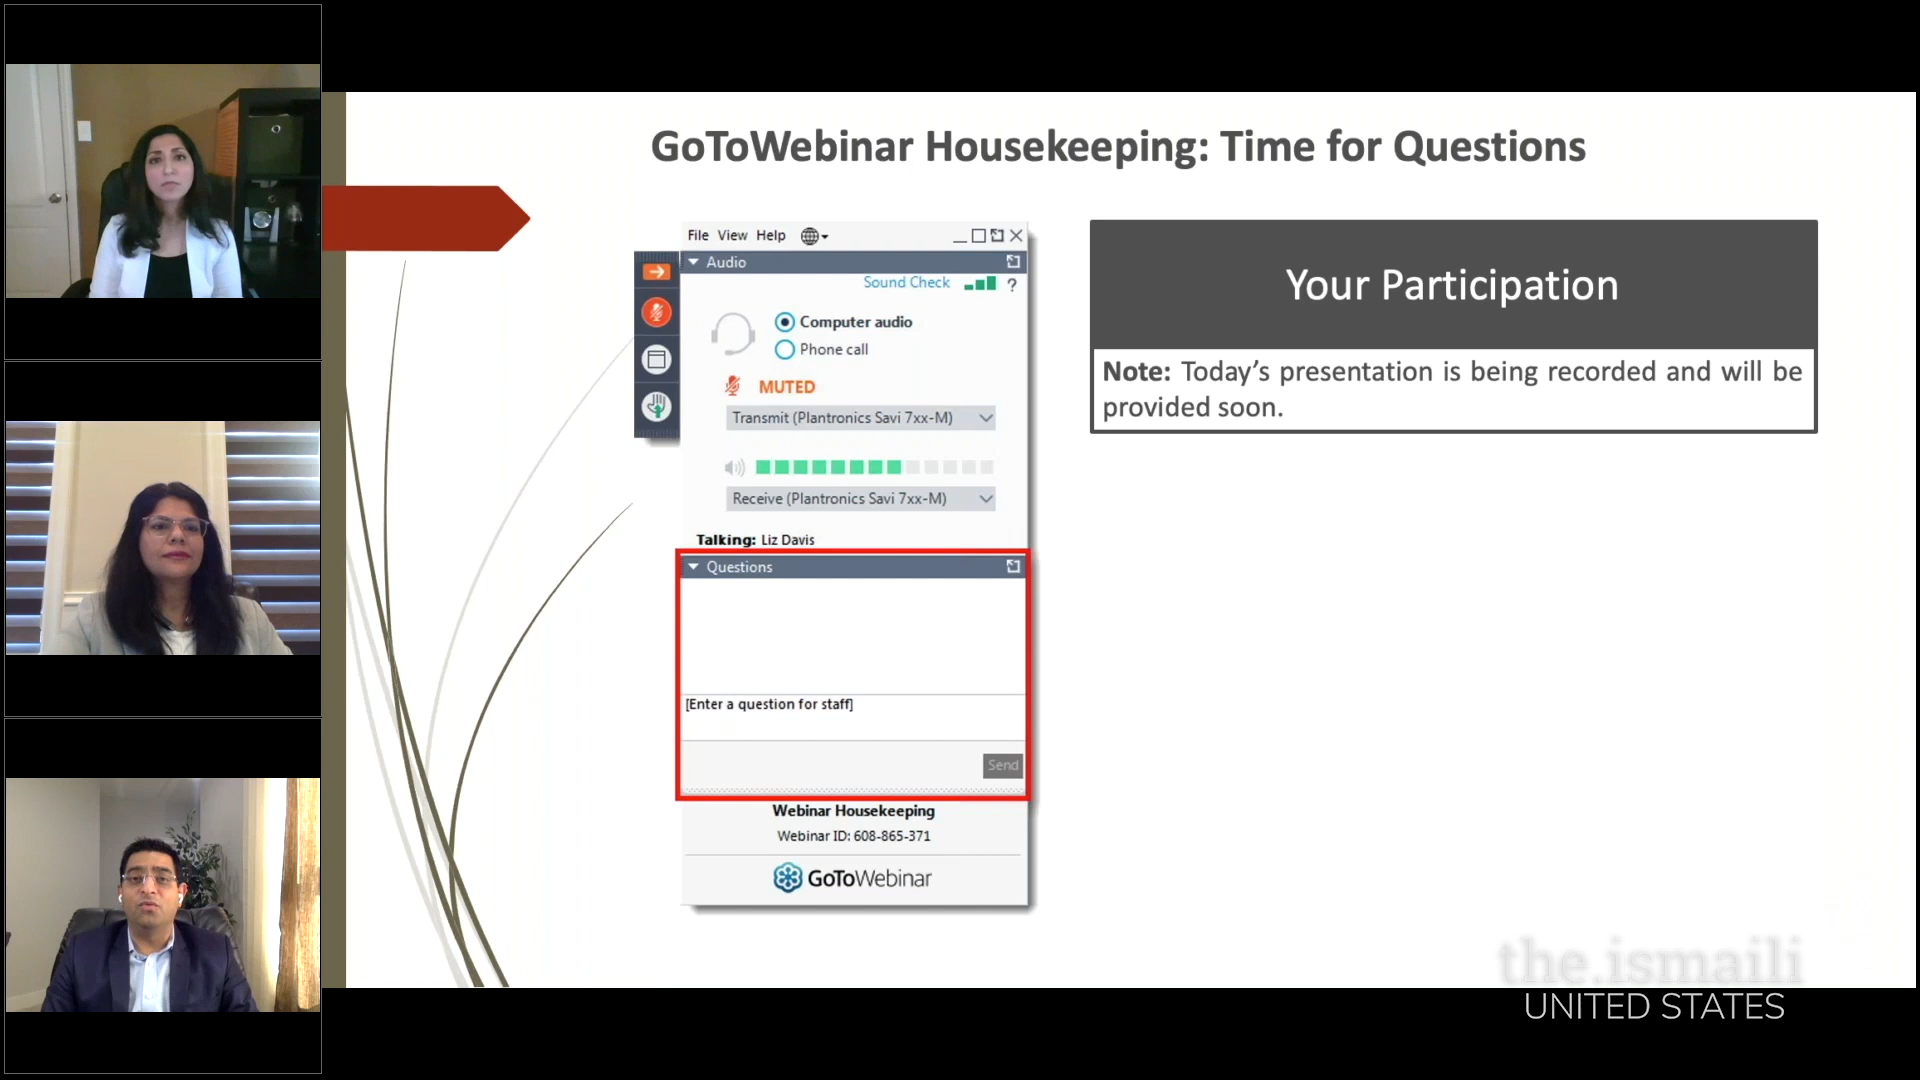 GoToWebinar Housekeeping: Time for Questions
File View Help
Audio
Sound Check
?
Computer audio
Phone call
MUTED
Transmit (Plantronics Savi 7xx-M)
Receive (Plantronics Savi 7xx-M)
Talking: Liz Davis
Questions
[Enter a question for staff]
Send
Webinar Housekeeping
Webinar ID: 608-865-371
GoToWebinar
Your Participation
Note: Today’s presentation is being recorded and will be
provided soon.
the.ismaili
UNITED STATES